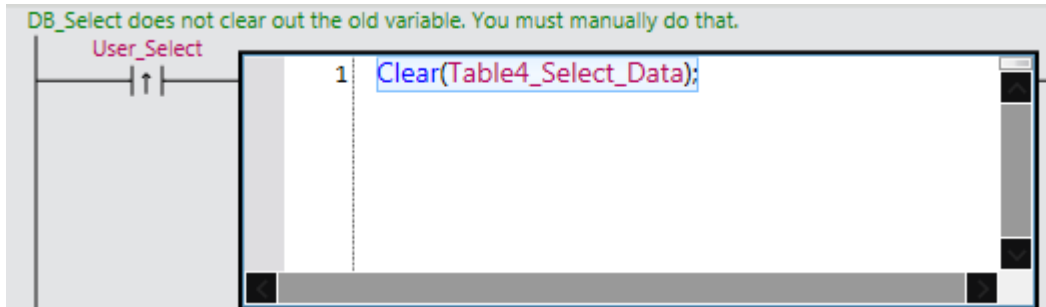 DB_Select does not clear out the old variable. You must manually do that.
User_Select
1 Clear(Table4_Select_Data);